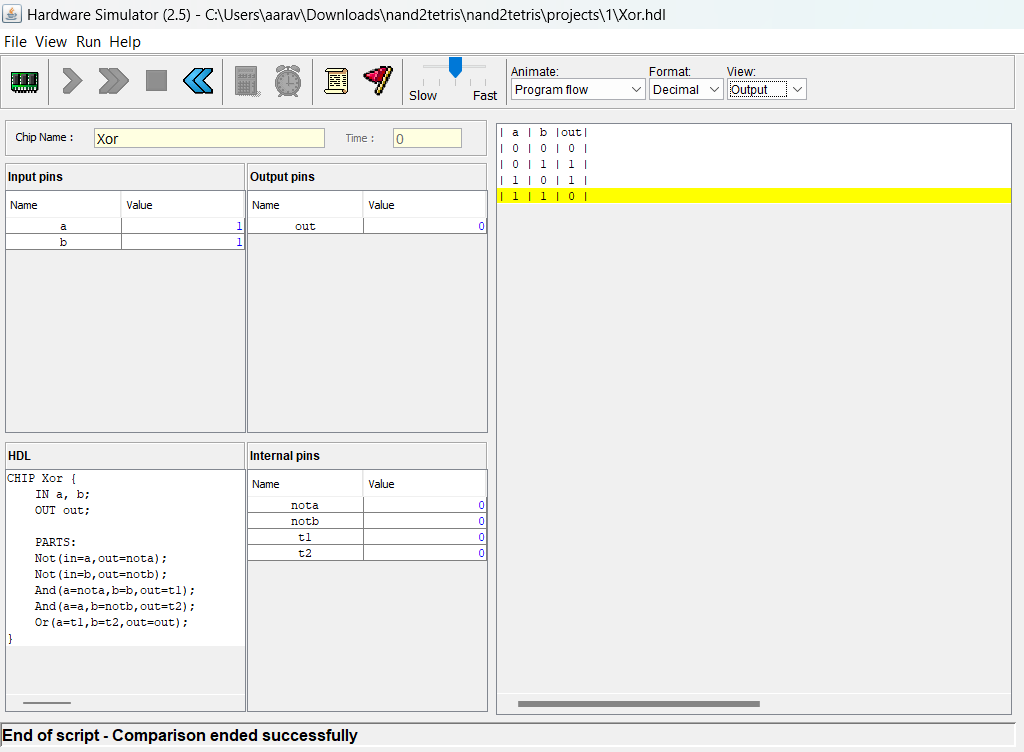 Hardware Simulator (2.5) - C:\Users\aarav\Downloads\nand2tetris\nand2tetris\projects\1\Xor.hdl
File View Run Help
Slow Fast
Animate: Format: View:
Program flow Decimal Output
Chip Name : Xor Time : 0
Input pins
Name Value
a 1
b 1
Output pins
Name Value
out 0
HDL
CHIP Xor {
    IN a, b;
    OUT out;
    PARTS:
    Not(in=a,out=nota);
    Not(in=b,out=notb);
    And(a=nota,b=b,out=t1);
    And(a=a,b=notb,out=t2);
    Or(a=t1,b=t2,out=out);
}
Internal pins
Name Value
nota 0
notb 0
t1 0
t2 0
| a | b |out|
| 0 | 0 | 0 |
| 0 | 1 | 1 |
| 1 | 0 | 1 |
| 1 | 1 | 0 |
End of script - Comparison ended successfully